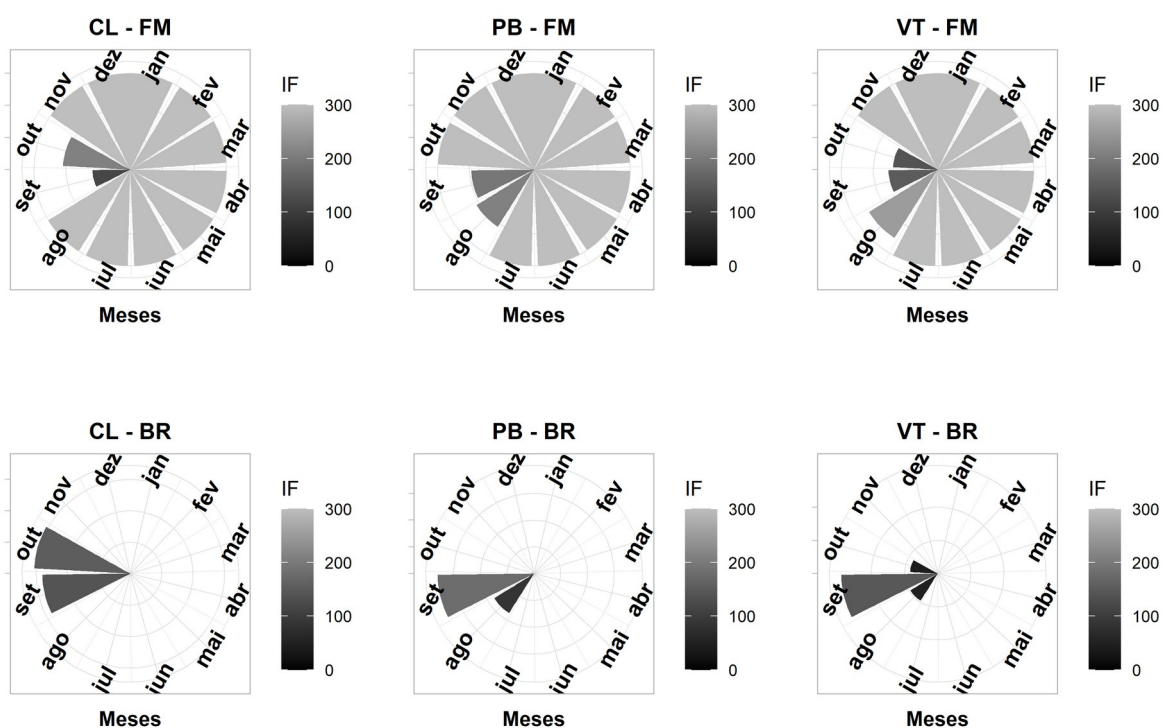 CL - FM
dez jan
nov fev
out mar
set abr
ago mai
jul jun
Meses
IF
300
200
100
0
PB - FM
dez jan
nov fev
out mar
set abr
ago mai
jul jun
Meses
IF
300
200
100
0
VT - FM
dez jan
nov fev
out mar
set abr
ago mai
jul jun
Meses
IF
300
200
100
0
CL - BR
dez jan
nov fev
out mar
set abr
ago mai
jul jun
Meses
IF
300
200
100
0
PB - BR
dez jan
nov fev
out mar
set abr
ago mai
jul jun
Meses
IF
300
200
100
0
VT - BR
dez jan
nov fev
out mar
set abr
ago mai
jul jun
Meses
IF
300
200
100
0